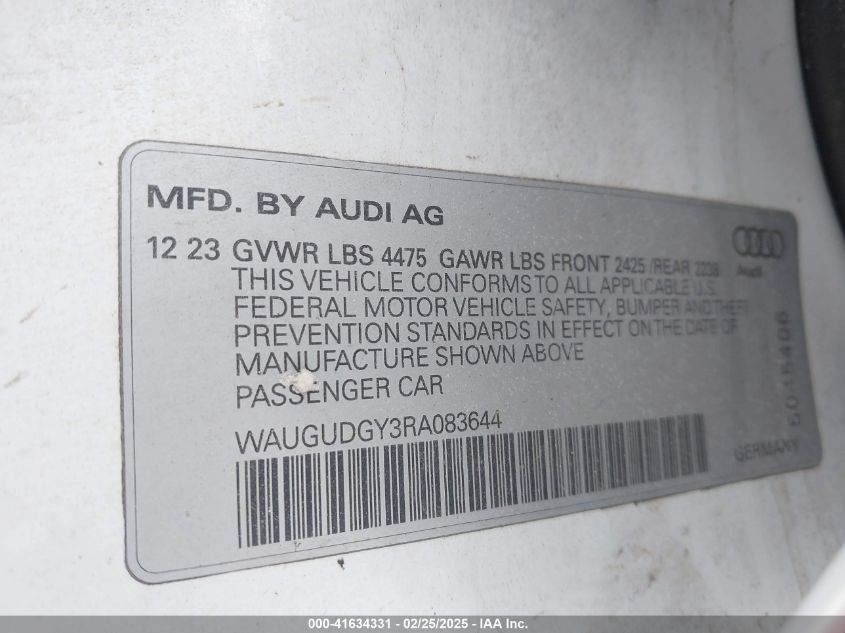 MFD. BY AUDI AG
12 23 GVWR LBS 4475 GAWR LBS FRONT 2425 /REAR 2238
THIS VEHICLE CONFORMS TO ALL APPLICABLE U.S.
FEDERAL MOTOR VEHICLE SAFETY, BUMPER AND THEFT
PREVENTION STANDARDS IN EFFECT ON THE DATE OF
MANUFACTURE SHOWN ABOVE
PASSENGER CAR
WAUGUDGY3RA083644
Audi
GERMANY
000-41634331 - 02/25/2025 - IAA Inc.